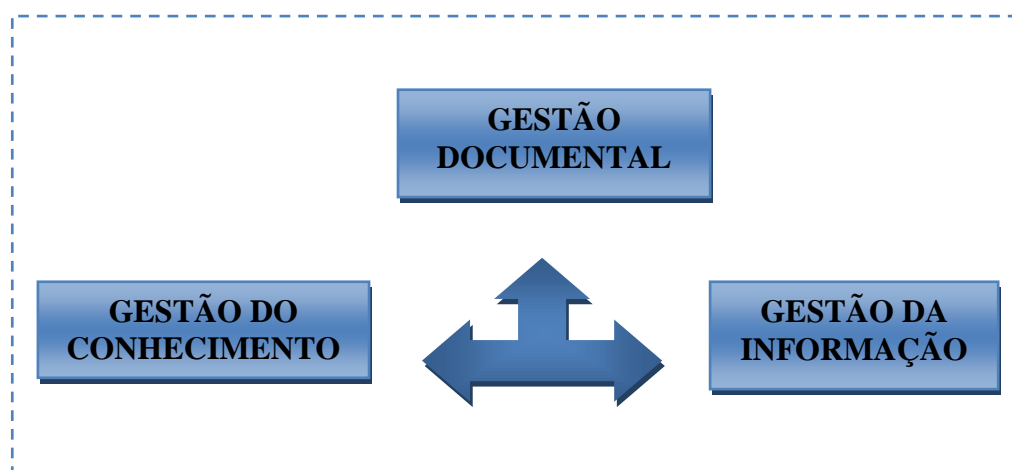 GESTÃO
DOCUMENTAL
GESTÃO DO
CONHECIMENTO
GESTÃO DA
INFORMAÇÃO